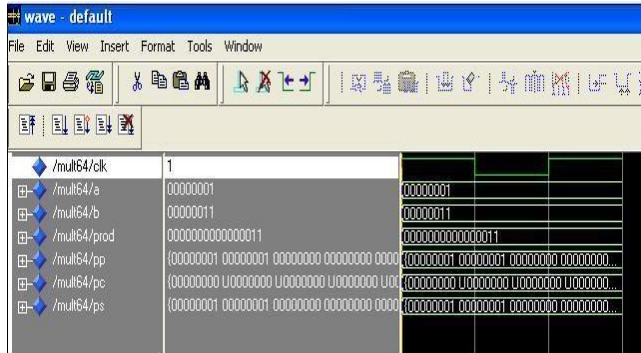 wave - default
File Edit View Insert Format Tools Window
/mult64/clk 1
/mult64/a 00000001 00000001
/mult64/b 00000011 00000011
/mult64/prod 0000000000000011 0000000000000011
/mult64/pp {00000001 00000001 00000000 00000000 0000 {00000001 00000001 00000000 00000000...
/mult64/pc {00000000 U0000000 U0000000 U0000000 U00 {00000000 U0000000 U0000000 U0000000 U...
/mult64/ps {00000001 00000001 00000000 00000000 0000 {00000001 00000001 00000000 00000000...